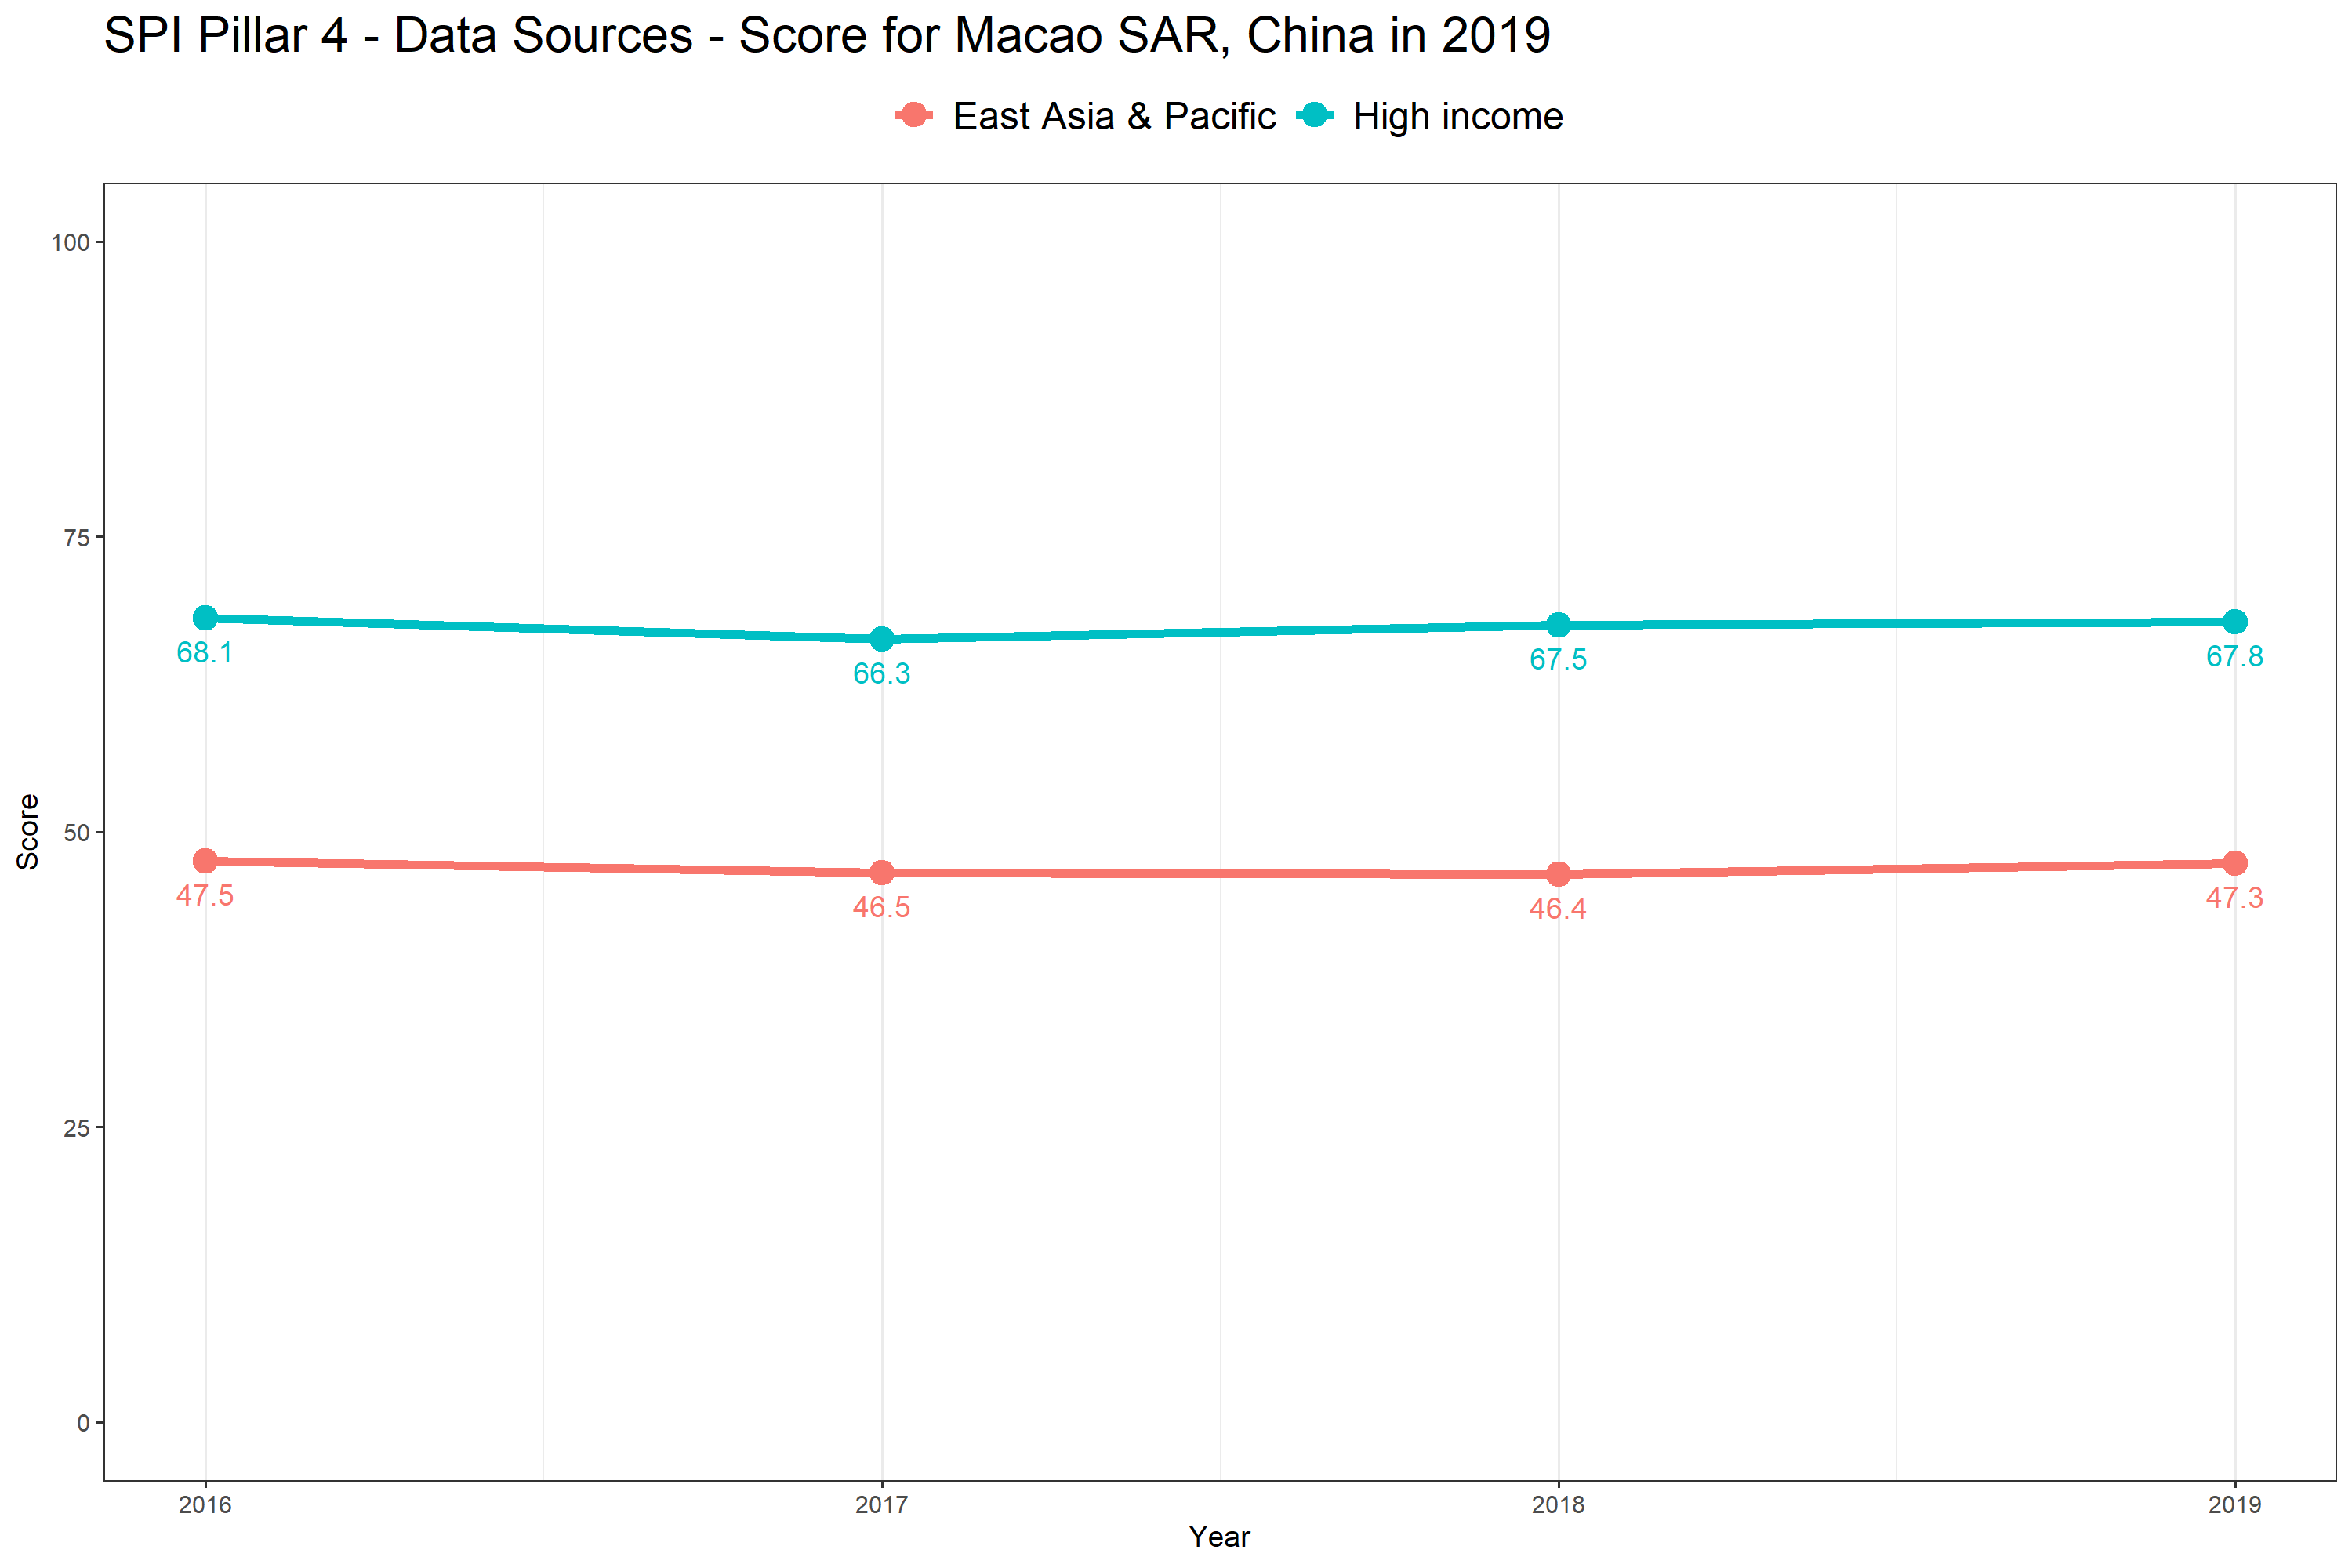 SPI Pillar 4 - Data Sources - Score for Macao SAR, China in 2019
East Asia & Pacific High income
100
75
50
25
0
Score
68.1
66.3
67.5
67.8
47.5
46.5
46.4
47.3
2016 2017 2018 2019
Year